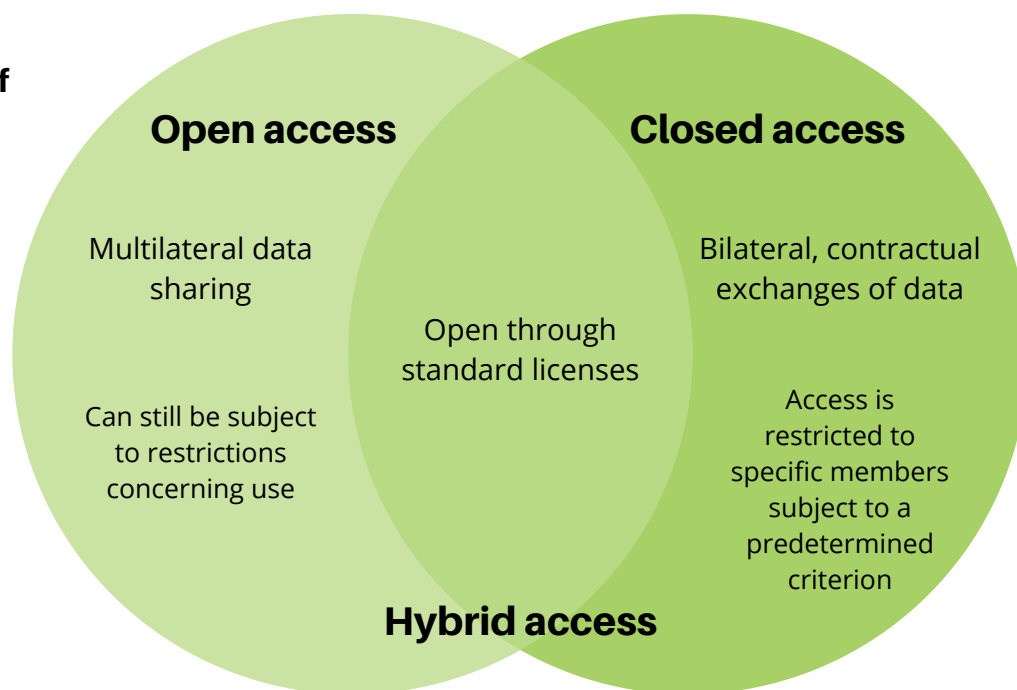 f
Open access
Closed access
Multilateral data
sharing
Can still be subject
to restrictions
concerning use
Open through
standard licenses
Bilateral, contractual
exchanges of data
Access is
restricted to
specific members
subject to a
predetermined
criterion
Hybrid access